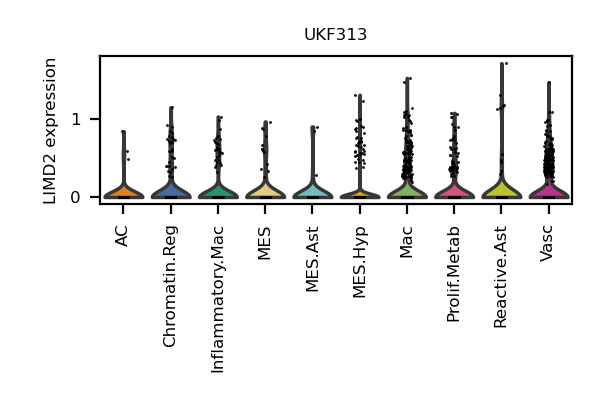 UKF313
LIMD2 expression
1
0
AC
Chromatin.Reg
Inflammatory.Mac
MES
MES.Ast
MES.Hyp
Mac
Prolif.Metab
Reactive.Ast
Vasc